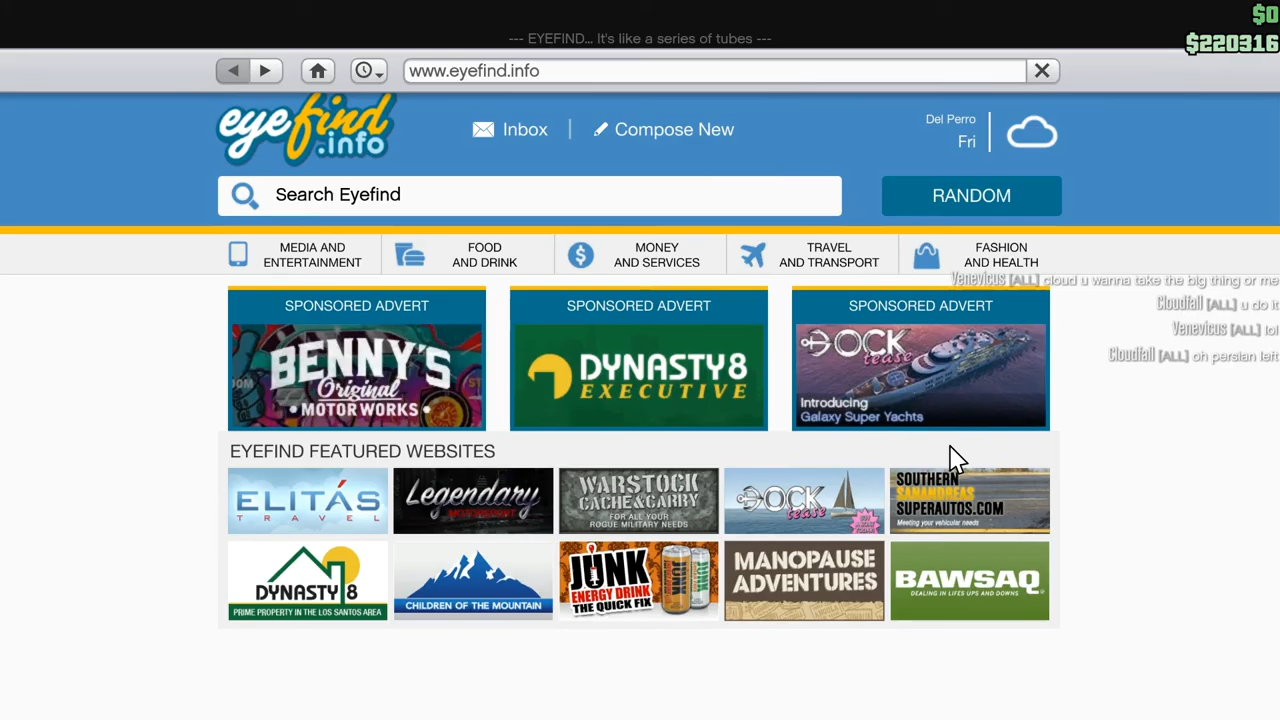 $0
--- EYEFIND... It's like a series of tubes ---
$220316
www.eyefind.info
eyefind
.info
Inbox
Compose New
Del Perro
Fri
Search Eyefind
RANDOM
MEDIA AND
ENTERTAINMENT
FOOD
AND DRINK
MONEY
AND SERVICES
TRAVEL
AND TRANSPORT
FASHION
AND HEALTH
Venevicus [ALL] cloud u wanna take the big thing or me
Cloudfall [ALL] u do it
Venevicus [ALL] lol
Cloudfall [ALL] oh persian left
SPONSORED ADVERT
BENNY'S
Original
MOTOR WORKS
SPONSORED ADVERT
DYNASTY8
EXECUTIVE
SPONSORED ADVERT
DOCK
tease
Introducing
Galaxy Super Yachts
EYEFIND FEATURED WEBSITES
ELITÁS
TRAVEL
Legendary
MOTORSPORT
WARSTOCK
CACHE&CARRY
FOR ALL YOUR
ROGUE MILITARY NEEDS
DOCK
tease
SOUTHERN
SANANDREAS
SUPERAUTOS.COM
Meeting your vehicular needs
DYNASTY 8
PRIME PROPERTY IN THE LOS SANTOS AREA
CHILDREN OF THE MOUNTAIN
JUNK
ENERGY DRINK
THE QUICK FIX
JUNK
JUNK
MANOPAUSE
ADVENTURES
BAWSAQ
DEALING IN LIFES UPS AND DOWNS